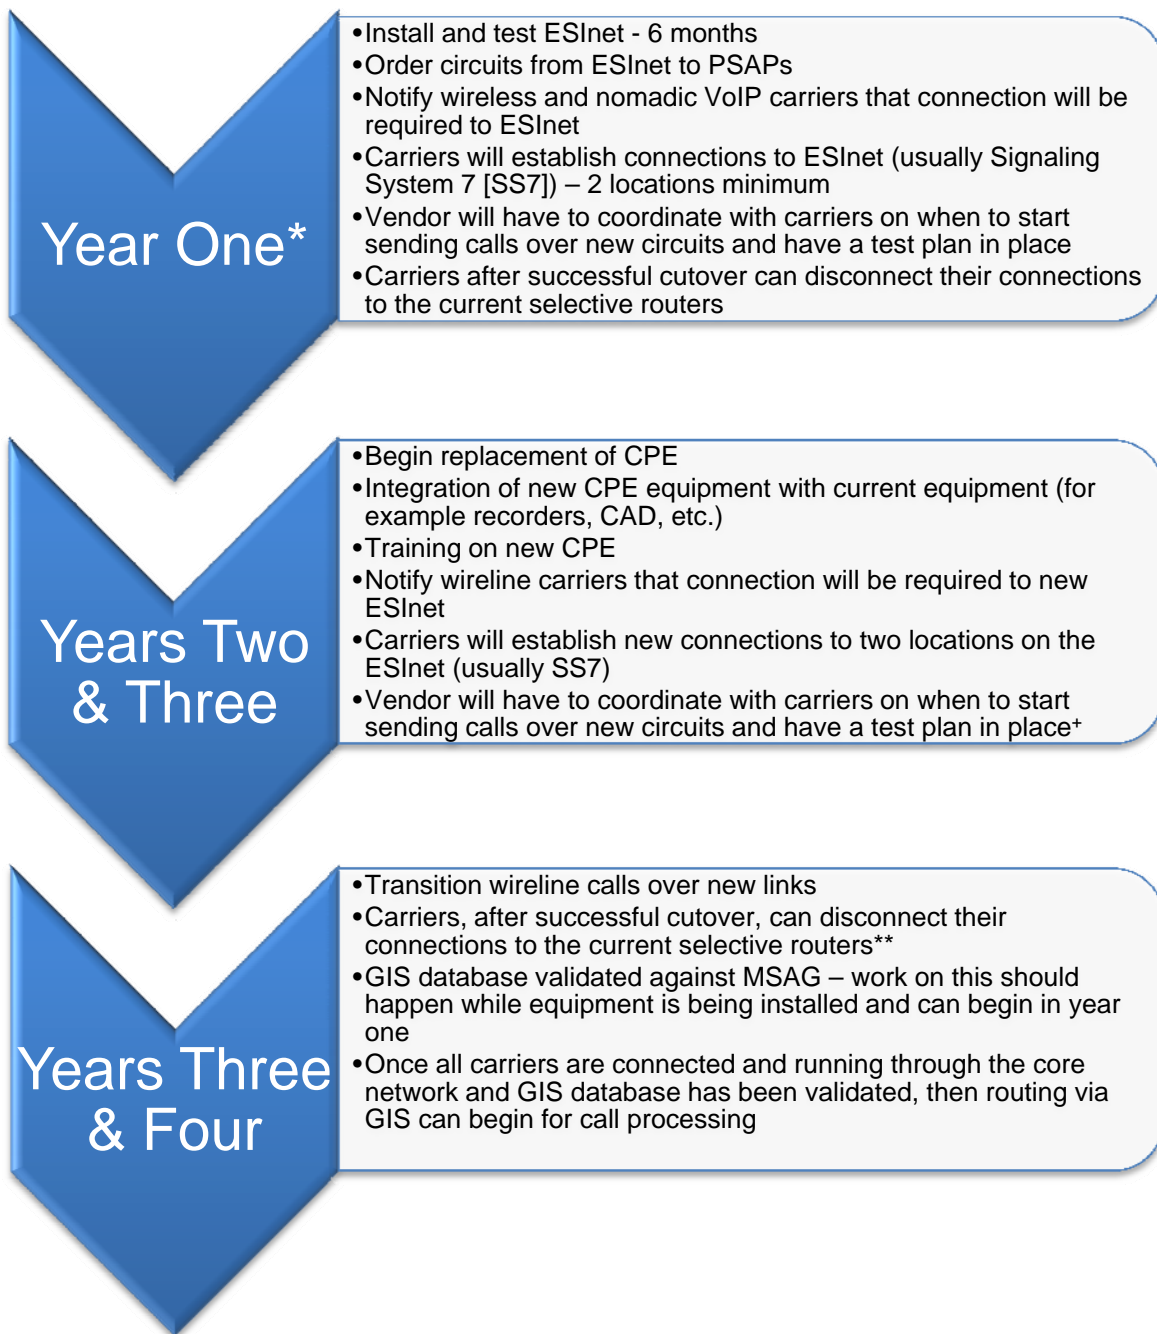 Year One*
•Install and test ESInet - 6 months
•Order circuits from ESInet to PSAPs
•Notify wireless and nomadic VoIP carriers that connection will be
required to ESInet
•Carriers will establish connections to ESInet (usually Signaling
System 7 [SS7]) – 2 locations minimum
•Vendor will have to coordinate with carriers on when to start
sending calls over new circuits and have a test plan in place
•Carriers after successful cutover can disconnect their connections
to the current selective routers
Years Two
& Three
•Begin replacement of CPE
•Integration of new CPE equipment with current equipment (for
example recorders, CAD, etc.)
•Training on new CPE
•Notify wireline carriers that connection will be required to new
ESInet
•Carriers will establish new connections to two locations on the
ESInet (usually SS7)
•Vendor will have to coordinate with carriers on when to start
sending calls over new circuits and have a test plan in place⁺
Years Three
& Four
•Transition wireline calls over new links
•Carriers, after successful cutover, can disconnect their
connections to the current selective routers**
•GIS database validated against MSAG – work on this should
happen while equipment is being installed and can begin in year
one
•Once all carriers are connected and running through the core
network and GIS database has been validated, then routing via
GIS can begin for call processing